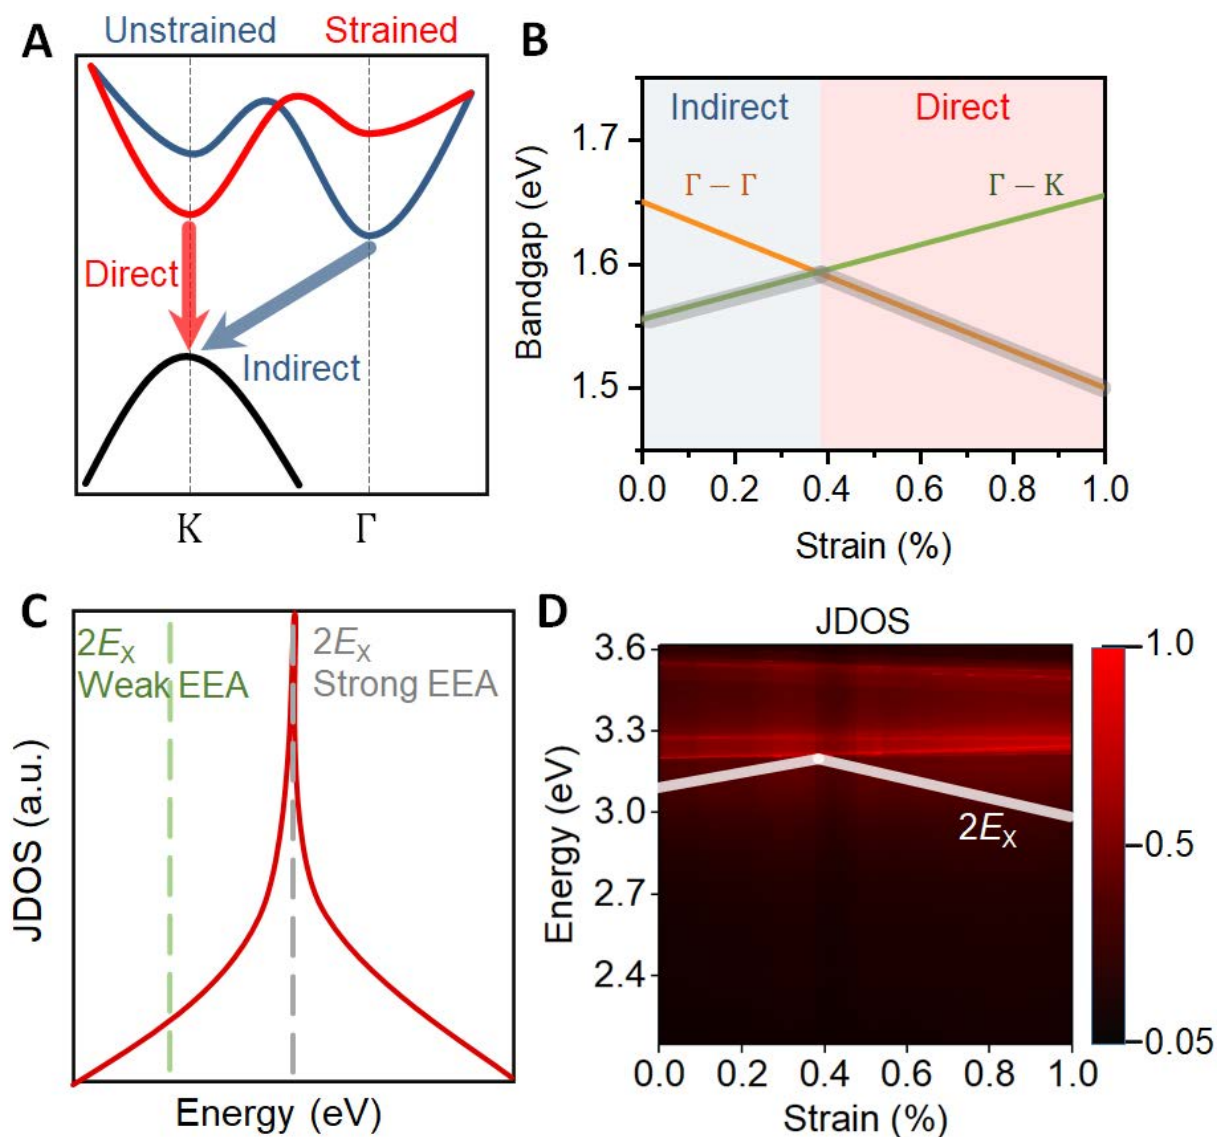 A
Unstrained
Strained
Direct
Indirect
K
Γ
B
Indirect
Direct
Γ − Γ
Γ − K
Bandgap (eV)
1.7
1.6
1.5
0.0 0.2 0.4 0.6 0.8 1.0
Strain (%)
C
2E_X
Weak EEA
2E_X
Strong EEA
JDOS (a.u.)
Energy (eV)
D
JDOS
Energy (eV)
3.6
3.3
3.0
2.7
2.4
2E_X
0.0 0.2 0.4 0.6 0.8 1.0
Strain (%)
1.0
0.5
0.05